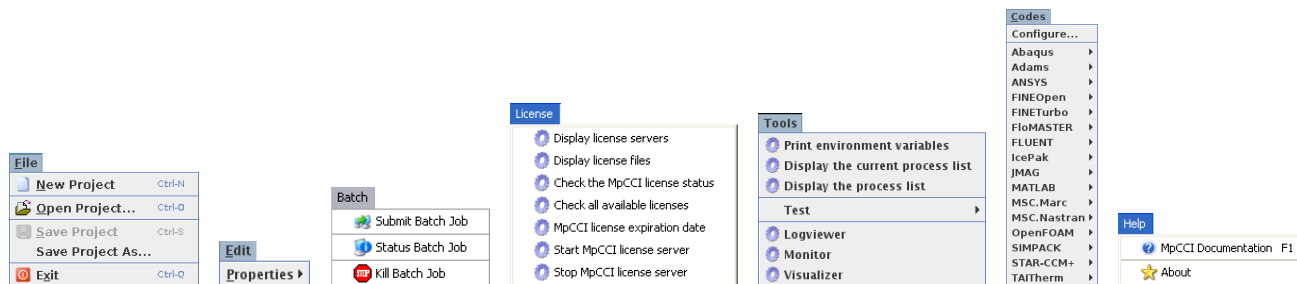 File
New Project Ctrl-N
Open Project... Ctrl-O
Save Project Ctrl-S
Save Project As...
Exit Ctrl-Q
Edit
Properties
Batch
Submit Batch Job
Status Batch Job
Kill Batch Job
License
Display license servers
Display license files
Check the MpCCI license status
Check all available licenses
MpCCI license expiration date
Start MpCCI license server
Stop MpCCI license server
Tools
Print environment variables
Display the current process list
Display the process list
Test
Logviewer
Monitor
Visualizer
Codes
Configure...
Abaqus
Adams
ANSYS
FINEOpen
FINETurbo
FloMASTER
FLUENT
IcePak
JMAG
MATLAB
MSC.Marc
MSC.Nastran
OpenFOAM
SIMPACK
STAR-CCM+
TAITherm
Help
MpCCI Documentation F1
About